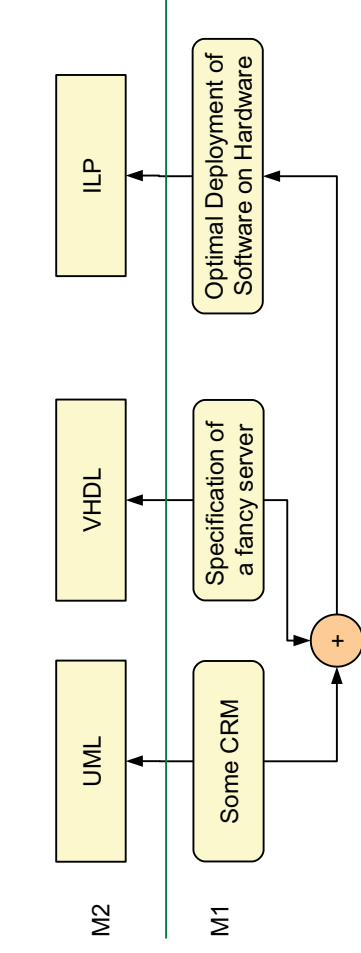 M2
UML
VHDL
ILP
M1
Some CRM
Specification of
a fancy server
Optimal Deployment of
Software on Hardware
+